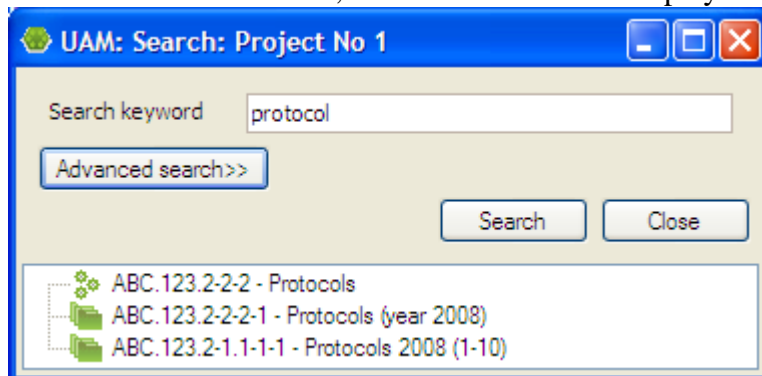 UAM: Search: Project No 1
Search keyword protocol
Advanced search>>
Search Close
ABC.123.2-2-2 - Protocols
ABC.123.2-2-2-1 - Protocols (year 2008)
ABC.123.2-1.1-1-1 - Protocols 2008 (1-10)